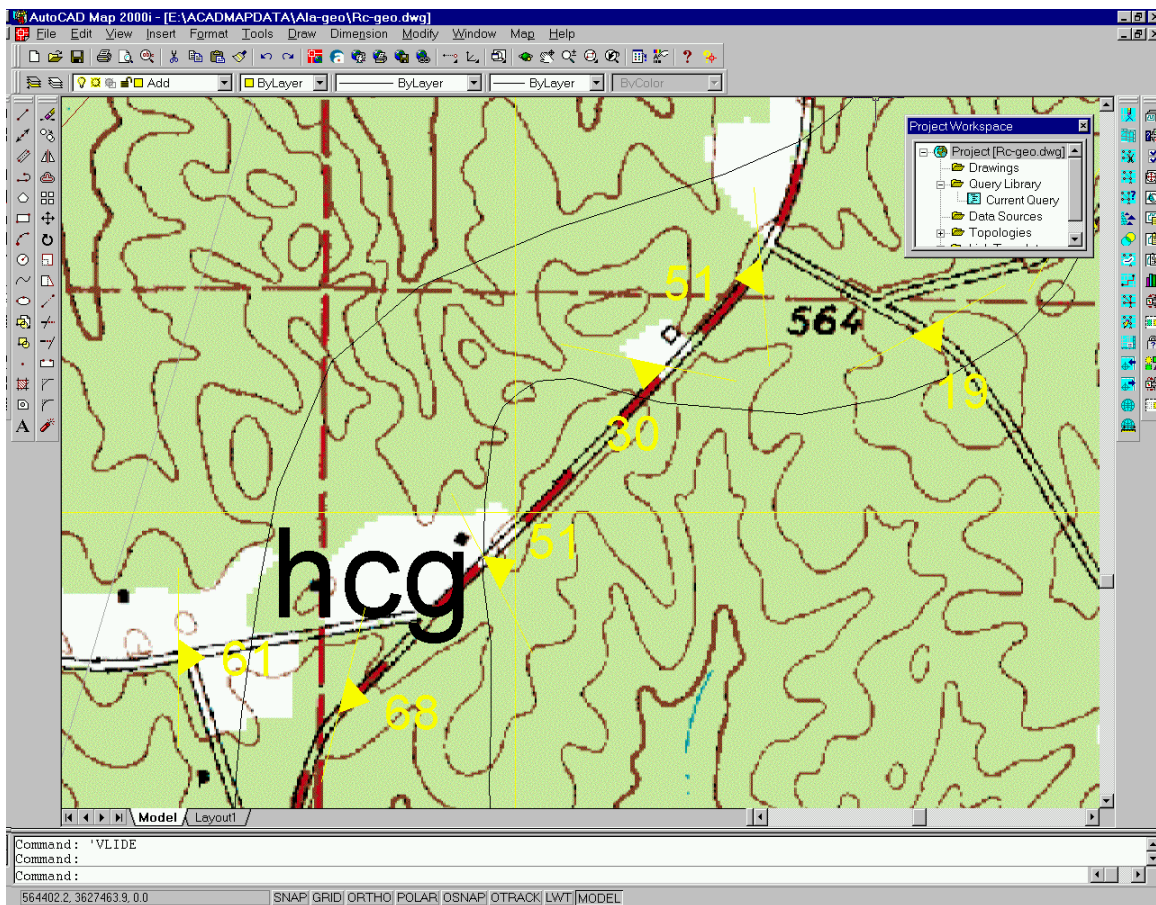 AutoCAD Map 2000i - [E:\ACADMAPDATA\Ala-geo\Rc-geo.dwg]
File Edit View Insert Format Tools Draw Dimension Modify Window Map Help
Add ByLayer ByLayer ByLayer ByColor
Project Workspace
Project [Rc-geo.dwg]
Drawings
Query Library
Current Query
Data Sources
Topologies
51
564
19
30
51
hcg
61
68
A
Model Layout1
Command: 'VLIDE
Command:
Command:
564402.2, 3627463.9, 0.0 SNAP GRID ORTHO POLAR OSNAP OTRACK LWT MODEL